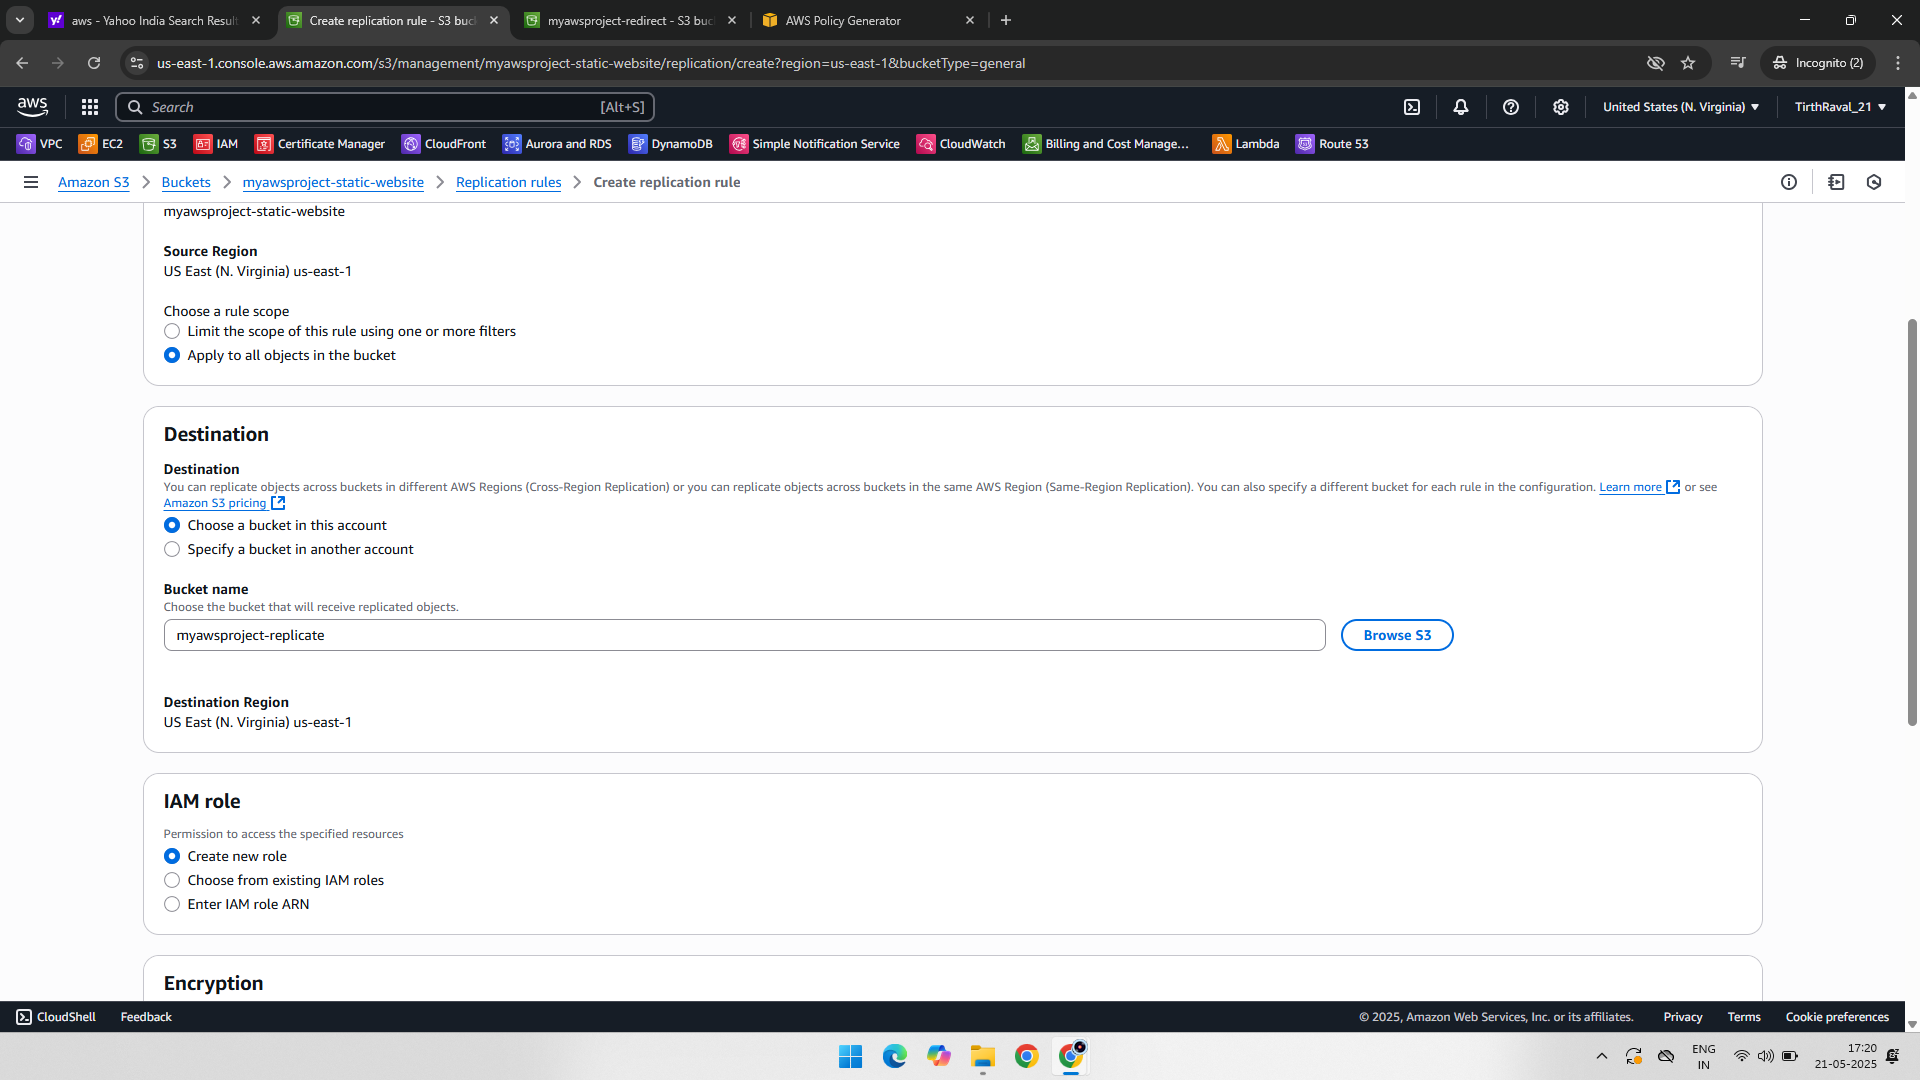 aws - Yahoo India Search Result
Create replication rule - S3 buc
myawsproject-redirect - S3 buc
AWS Policy Generator
us-east-1.console.aws.amazon.com/s3/management/myawsproject-static-website/replication/create?region=us-east-1&bucketType=general
Incognito (2)
aws
Search
[Alt+S]
United States (N. Virginia)
TirthRaval_21
VPC
EC2
S3
IAM
Certificate Manager
CloudFront
Aurora and RDS
DynamoDB
Simple Notification Service
CloudWatch
Billing and Cost Manage...
Lambda
Route 53
Amazon S3
Buckets
myawsproject-static-website
Replication rules
Create replication rule
myawsproject-static-website
Source Region
US East (N. Virginia) us-east-1
Choose a rule scope
Limit the scope of this rule using one or more filters
Apply to all objects in the bucket
Destination
Destination
You can replicate objects across buckets in different AWS Regions (Cross-Region Replication) or you can replicate objects across buckets in the same AWS Region (Same-Region Replication). You can also specify a different bucket for each rule in the configuration. Learn more or see
Amazon S3 pricing
Choose a bucket in this account
Specify a bucket in another account
Bucket name
Choose the bucket that will receive replicated objects.
myawsproject-replicate
Browse S3
Destination Region
US East (N. Virginia) us-east-1
IAM role
Permission to access the specified resources
Create new role
Choose from existing IAM roles
Enter IAM role ARN
Encryption
CloudShell
Feedback
© 2025, Amazon Web Services, Inc. or its affiliates.
Privacy
Terms
Cookie preferences
ENG
IN
17:20
21-05-2025